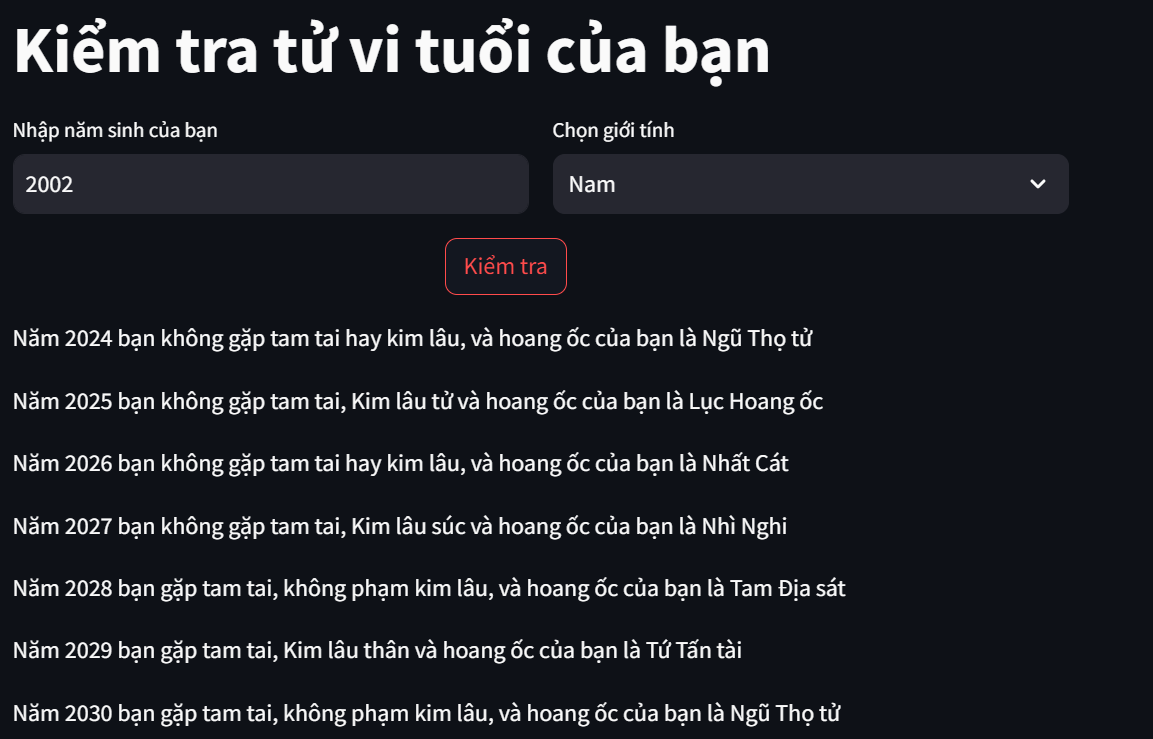 Kiểm tra tử vi tuổi của bạn
Nhập năm sinh của bạn
Chọn giới tính
2002
Nam
Kiểm tra
Năm 2024 bạn không gặp tam tai hay kim lâu, và hoang ốc của bạn là Ngũ Thọ tử
Năm 2025 bạn không gặp tam tai, Kim lâu tử và hoang ốc của bạn là Lục Hoang ốc
Năm 2026 bạn không gặp tam tai hay kim lâu, và hoang ốc của bạn là Nhất Cát
Năm 2027 bạn không gặp tam tai, Kim lâu súc và hoang ốc của bạn là Nhì Nghi
Năm 2028 bạn gặp tam tai, không phạm kim lâu, và hoang ốc của bạn là Tam Địa sát
Năm 2029 bạn gặp tam tai, Kim lâu thân và hoang ốc của bạn là Tứ Tấn tài
Năm 2030 bạn gặp tam tai, không phạm kim lâu, và hoang ốc của bạn là Ngũ Thọ tử